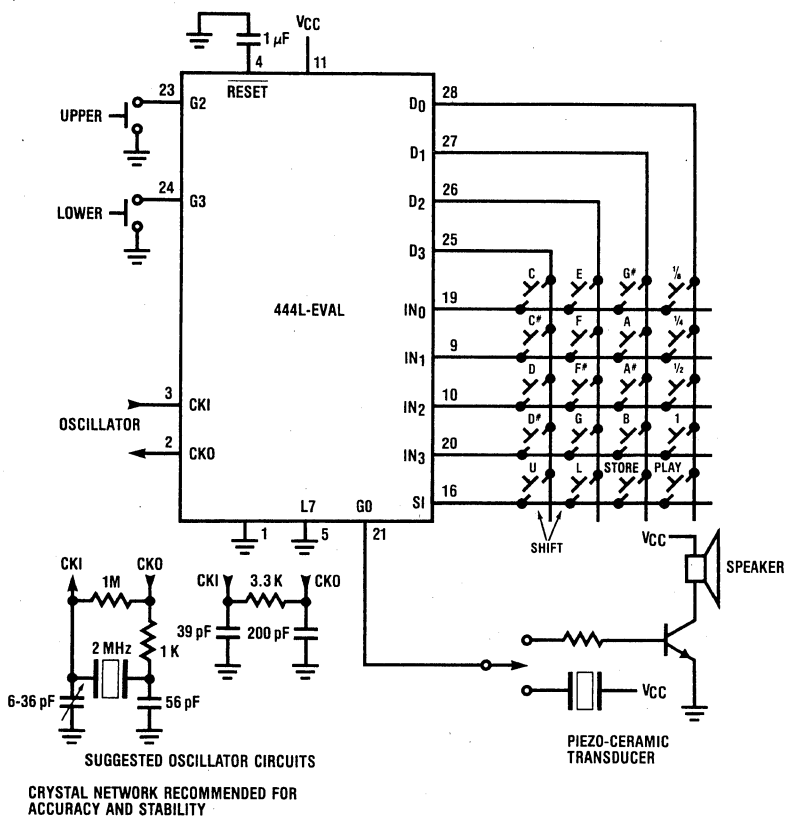 VCC
1 µF
4
11
RESET
23
G2
UPPER
24
G3
LOWER
D0
28
D1
27
D2
26
D3
25
444L-EVAL
C
E
G#
1/8
IN0
19
C#
F
A
1/4
IN1
9
D
F#
A#
1/2
IN2
10
D#
G
B
1
IN3
20
U
L
STORE
PLAY
SI
16
SHIFT
3
CKI
OSCILLATOR
2
CKO
L7
G0
1
5
21
CKI
CKO
1M
1 K
2 MHz
6-36 pF
56 pF
CKI
3.3 K
CKO
39 pF
200 pF
VCC
SPEAKER
VCC
PIEZO-CERAMIC
TRANSDUCER
SUGGESTED OSCILLATOR CIRCUITS
CRYSTAL NETWORK RECOMMENDED FOR
ACCURACY AND STABILITY